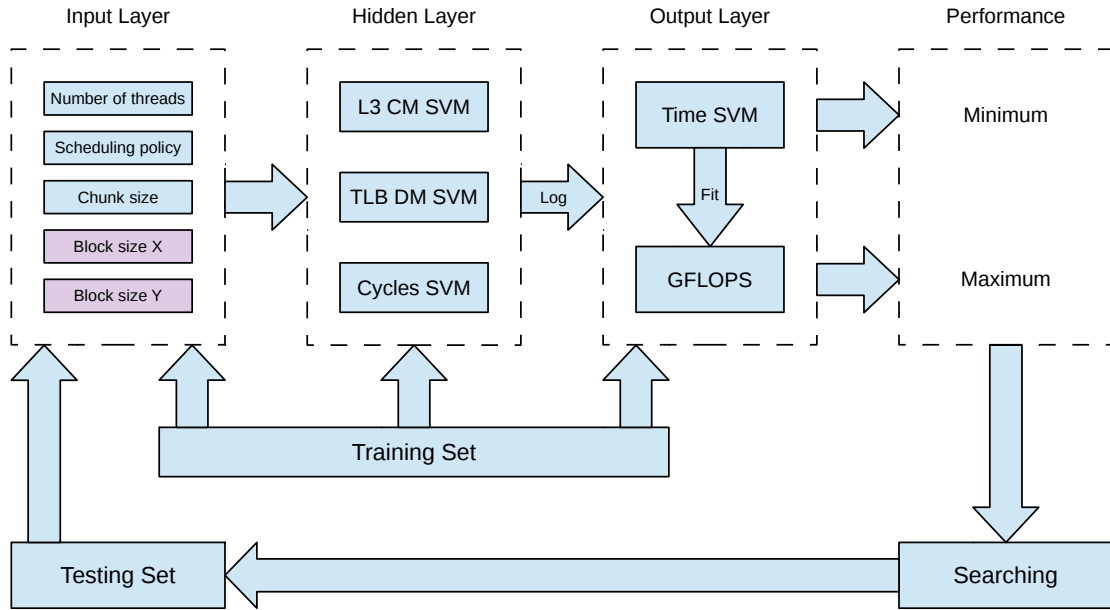 Input Layer
Hidden Layer
Output Layer
Performance
Number of threads
Scheduling policy
Chunk size
Block size X
Block size Y
L3 CM SVM
TLB DM SVM
Cycles SVM
Log
Time SVM
Fit
GFLOPS
Minimum
Maximum
Training Set
Testing Set
Searching